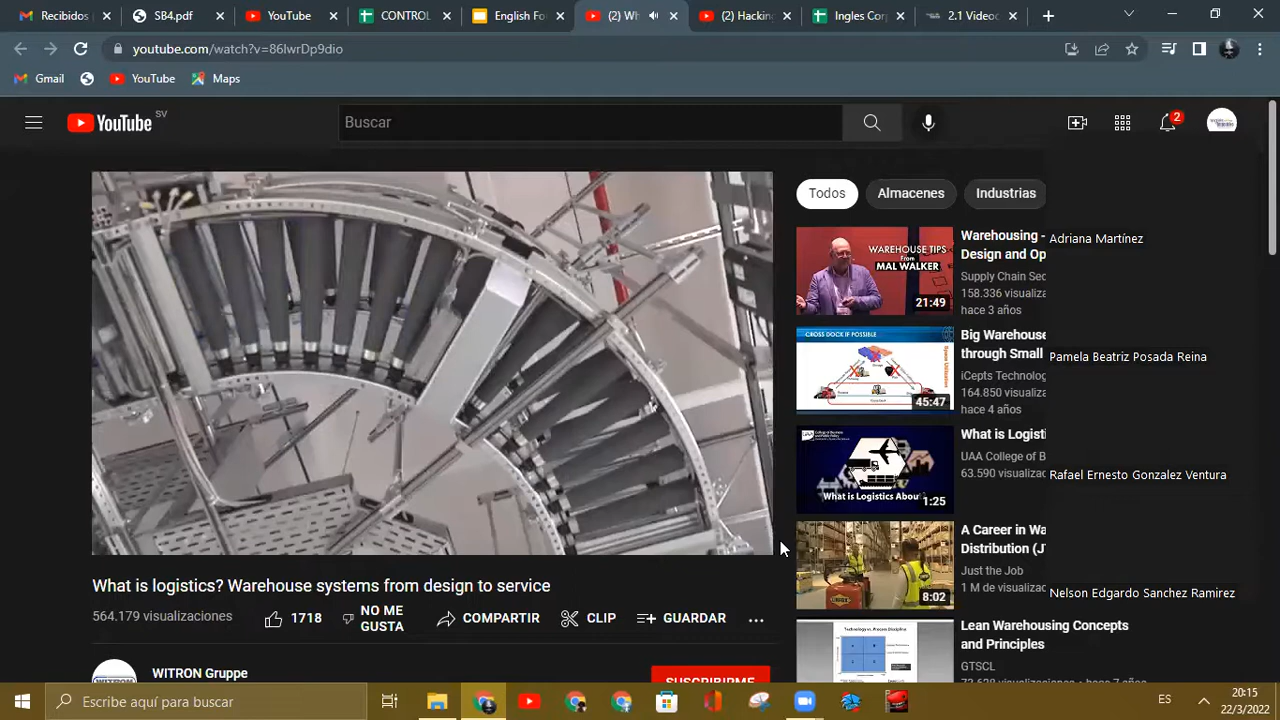 Recibidos
SB4.pdf
YouTube
CONTROL
English Fo
(2) Wh
(2) Hacking
Ingles Cor
2.1 Videoc
youtube.com/watch?v=86lwrDp9dio
Gmail
YouTube
Maps
YouTube SV
Buscar
2
Todos
Almacenes
Industrias
WAREHOUSE TIPS
From
MAL WALKER
21:49
Warehousing -
Design and Op
Supply Chain Sec
158.336 visualiza
hace 3 años
Adriana Martínez
CROSS DOCK IF POSSIBLE
45:47
Big Warehouse
through Small
iCepts Technolog
164.850 visualiza
hace 4 años
Pamela Beatriz Posada Reina
What is Logistics About
1:25
What is Logisti
UAA College of B
63.590 visualizac
Rafael Ernesto Gonzalez Ventura
8:02
A Career in Wa
Distribution (J
Just the Job
1 M de visualizac
Nelson Edgardo Sanchez Ramirez
Lean Warehousing Concepts
and Principles
GTSCL
What is logistics? Warehouse systems from design to service
564.179 visualizaciones
1718
NO ME GUSTA
COMPARTIR
CLIP
GUARDAR
WITRON Gruppe
SUSCRIBIRME
Escribe aquí para buscar
ES
20:15
22/3/2022